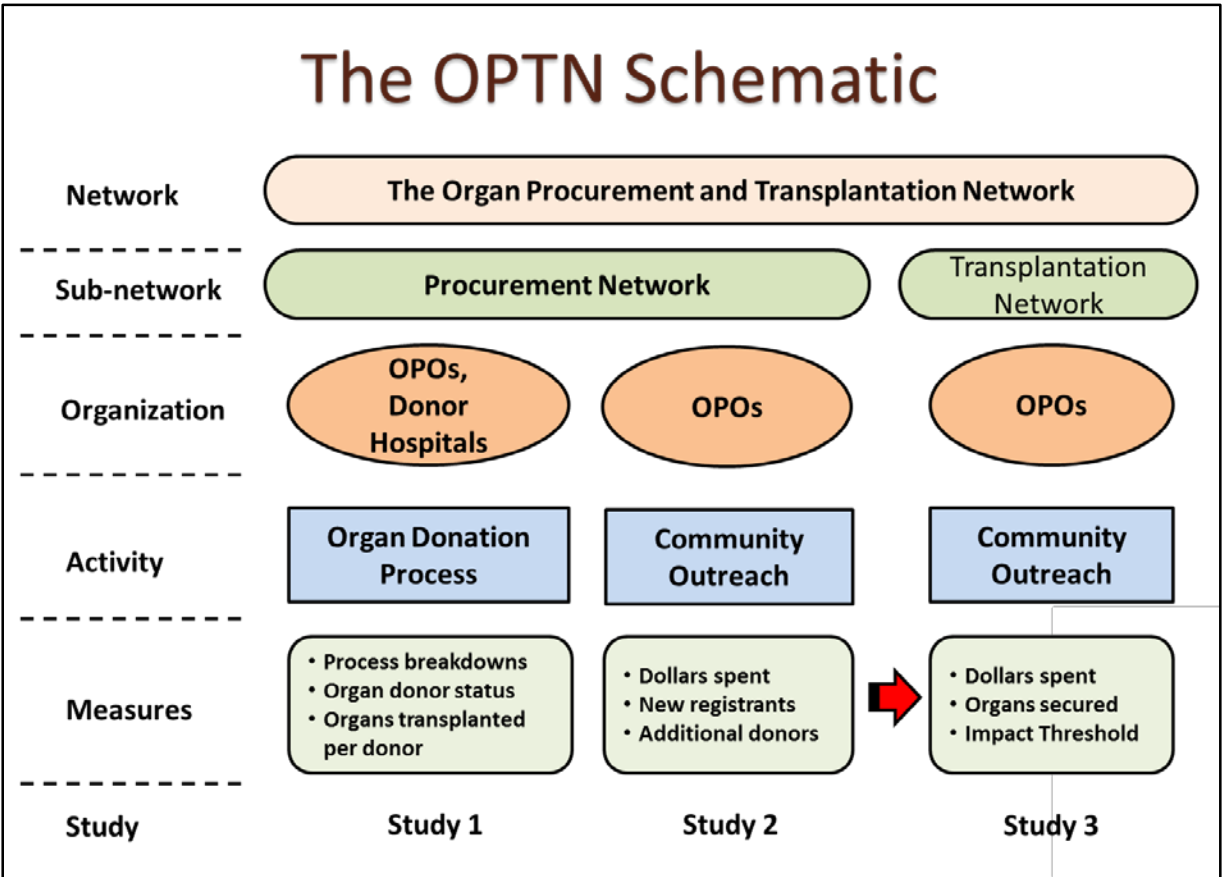 The OPTN Schematic
Network
The Organ Procurement and Transplantation Network
Sub-network
Procurement Network
Transplantation
Network
Organization
OPOs,
Donor
Hospitals
OPOs
OPOs
Activity
Organ Donation
Process
Community
Outreach
Community
Outreach
Measures
• Process breakdowns
• Organ donor status
• Organs transplanted
per donor
• Dollars spent
• New registrants
• Additional donors
• Dollars spent
• Organs secured
• Impact Threshold
Study
Study 1
Study 2
Study 3